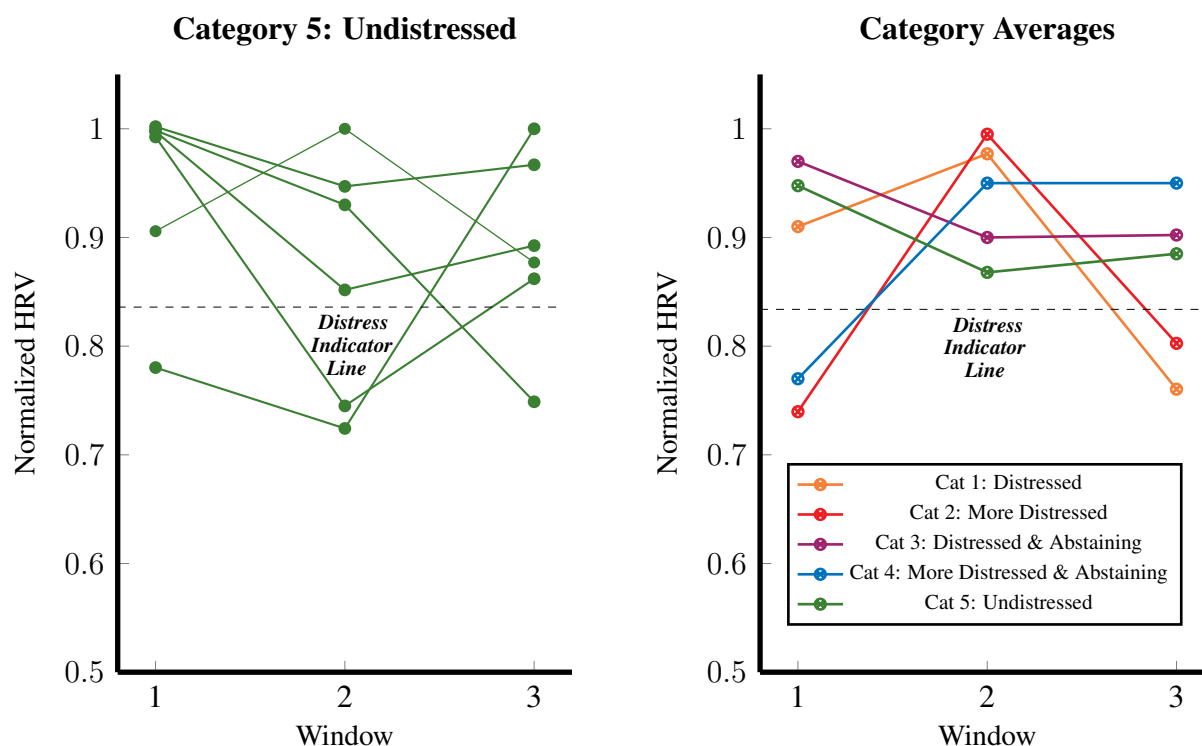 Category 5: Undistressed
1
0.9
0.8
0.7
0.6
0.5
Normalized HRV
Distress
Indicator
Line
1
2
3
Window
Category Averages
1
0.9
0.8
0.7
0.6
0.5
Normalized HRV
Distress
Indicator
Line
Cat 1: Distressed
Cat 2: More Distressed
Cat 3: Distressed & Abstaining
Cat 4: More Distressed & Abstaining
Cat 5: Undistressed
1
2
3
Window